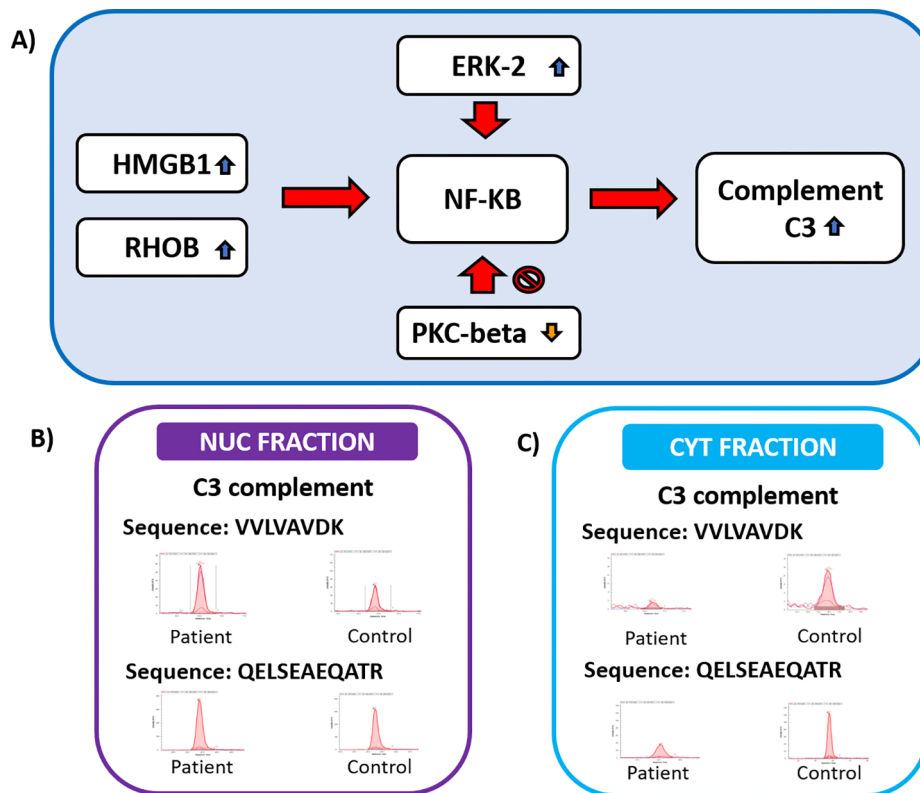 A)
ERK-2
HMGB1
NF-KB
Complement
C3
RHOB
PKC-beta
B)
NUC FRACTION
C3 complement
Sequence: VVLVAVDK
Patient
Control
Sequence: QELSEAEQATR
Patient
Control
C)
CYT FRACTION
C3 complement
Sequence: VVLVAVDK
Patient
Control
Sequence: QELSEAEQATR
Patient
Control